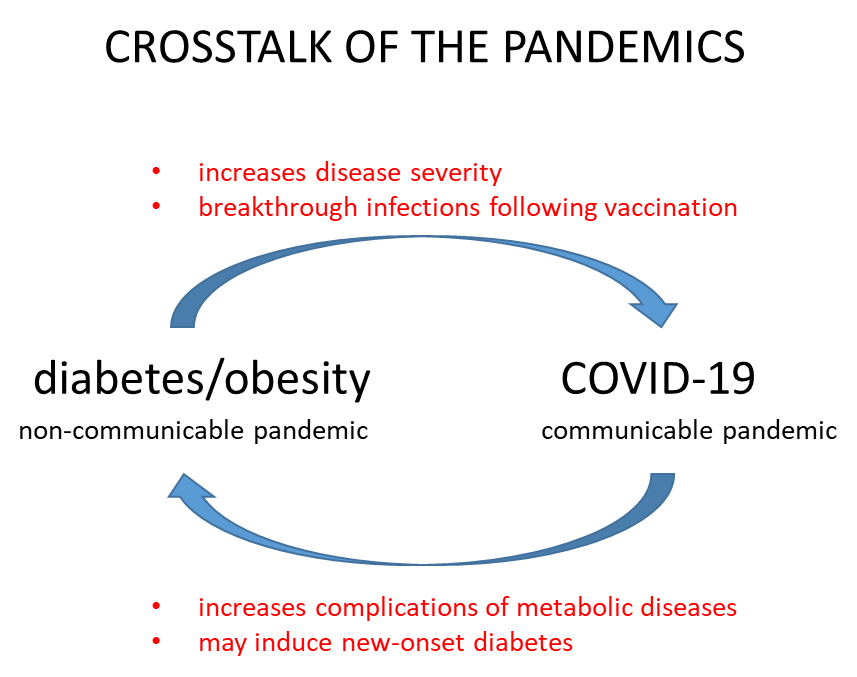 CROSSTALK OF THE PANDEMICS
• increases disease severity
• breakthrough infections following vaccination
diabetes/obesity
non-communicable pandemic
COVID-19
communicable pandemic
• increases complications of metabolic diseases
• may induce new-onset diabetes